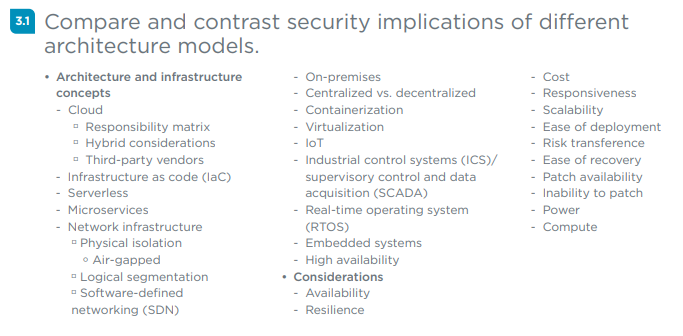 3.1 Compare and contrast security implications of different
architecture models.
• Architecture and infrastructure
concepts
- Cloud
▫ Responsibility matrix
▫ Hybrid considerations
▫ Third-party vendors
- Infrastructure as code (IaC)
- Serverless
- Microservices
- Network infrastructure
▫ Physical isolation
○ Air-gapped
▫ Logical segmentation
▫ Software-defined
networking (SDN)
- On-premises
- Centralized vs. decentralized
- Containerization
- Virtualization
- IoT
- Industrial control systems (ICS)/
supervisory control and data
acquisition (SCADA)
- Real-time operating system
(RTOS)
- Embedded systems
- High availability
• Considerations
- Availability
- Resilience
- Cost
- Responsiveness
- Scalability
- Ease of deployment
- Risk transference
- Ease of recovery
- Patch availability
- Inability to patch
- Power
- Compute